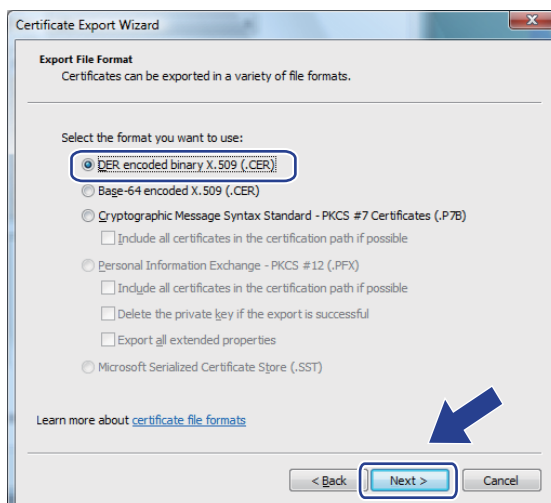 Certificate Export Wizard
Export File Format
Certificates can be exported in a variety of file formats.
Select the format you want to use:
DER encoded binary X.509 (.CER)
Base-64 encoded X.509 (.CER)
Cryptographic Message Syntax Standard - PKCS #7 Certificates (.P7B)
Include all certificates in the certification path if possible
Personal Information Exchange - PKCS #12 (.PFX)
Include all certificates in the certification path if possible
Delete the private key if the export is successful
Export all extended properties
Microsoft Serialized Certificate Store (.SST)
Learn more about certificate file formats
< Back Next > Cancel